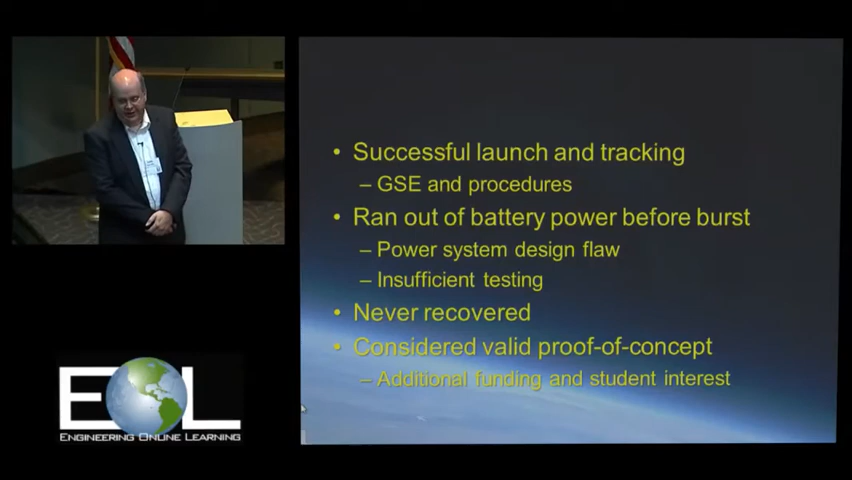 • Successful launch and tracking
– GSE and procedures
• Ran out of battery power before burst
– Power system design flaw
– Insufficient testing
• Never recovered
• Considered valid proof-of-concept
– Additional funding and student interest
EOL
ENGINEERING ONLINE LEARNING